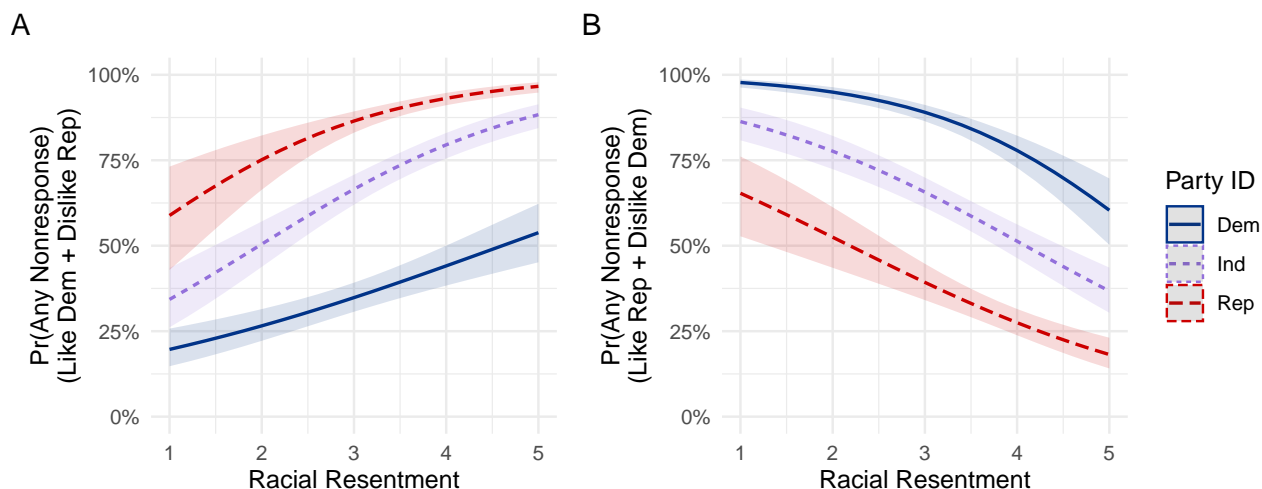 A
Pr(Any Nonresponse)
(Like Dem + Dislike Rep)
100%
75%
50%
25%
0%
1 2 3 4 5
Racial Resentment
B
Pr(Any Nonresponse)
(Like Rep + Dislike Dem)
100%
75%
50%
25%
0%
1 2 3 4 5
Racial Resentment
Party ID
Dem
Ind
Rep